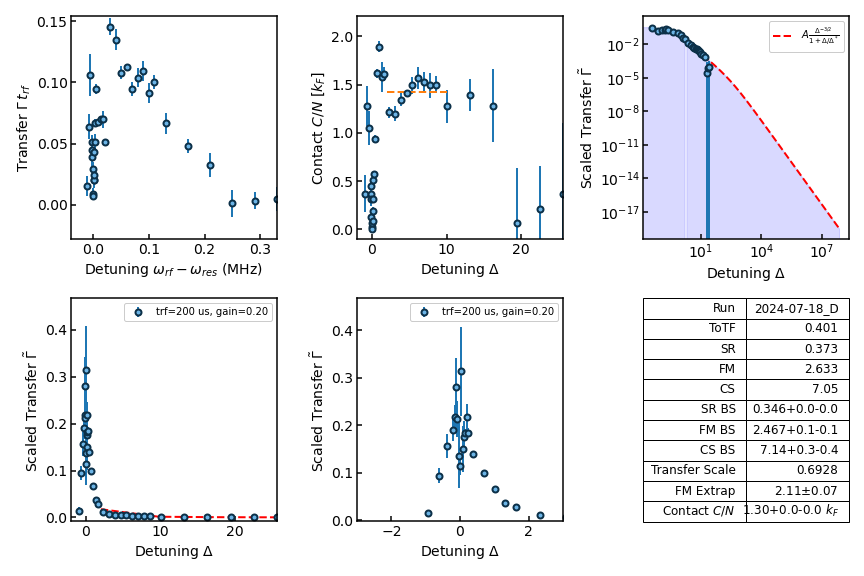 Transfer Γ t_rf
0.15
0.10
0.05
0.00
0.0
0.1
0.2
0.3
Detuning ω_rf − ω_res (MHz)
Contact C/N [k_F]
2.0
1.5
1.0
0.5
0.0
0
20
Detuning Δ
Scaled Transfer Γ̃
10⁻²
10⁻⁵
10⁻⁸
10⁻¹¹
10⁻¹⁴
10⁻¹⁷
10¹
10⁴
10⁷
Detuning Δ
A Δ^{-3/2} / (1 + Δ/Δ*)
Scaled Transfer Γ̃
0.4
0.3
0.2
0.1
0.0
0
10
20
Detuning Δ
trf=200 us, gain=0.20
Scaled Transfer Γ̃
0.4
0.3
0.2
0.1
0.0
−2
0
2
Detuning Δ
trf=200 us, gain=0.20
Run 2024-07-18_D
ToTF 0.401
SR 0.373
FM 2.633
CS 7.05
SR BS 0.346+0.0-0.0
FM BS 2.467+0.1-0.1
CS BS 7.14+0.3-0.4
Transfer Scale 0.6928
FM Extrap 2.11±0.07
Contact C/N 1.30+0.0-0.0 k_F